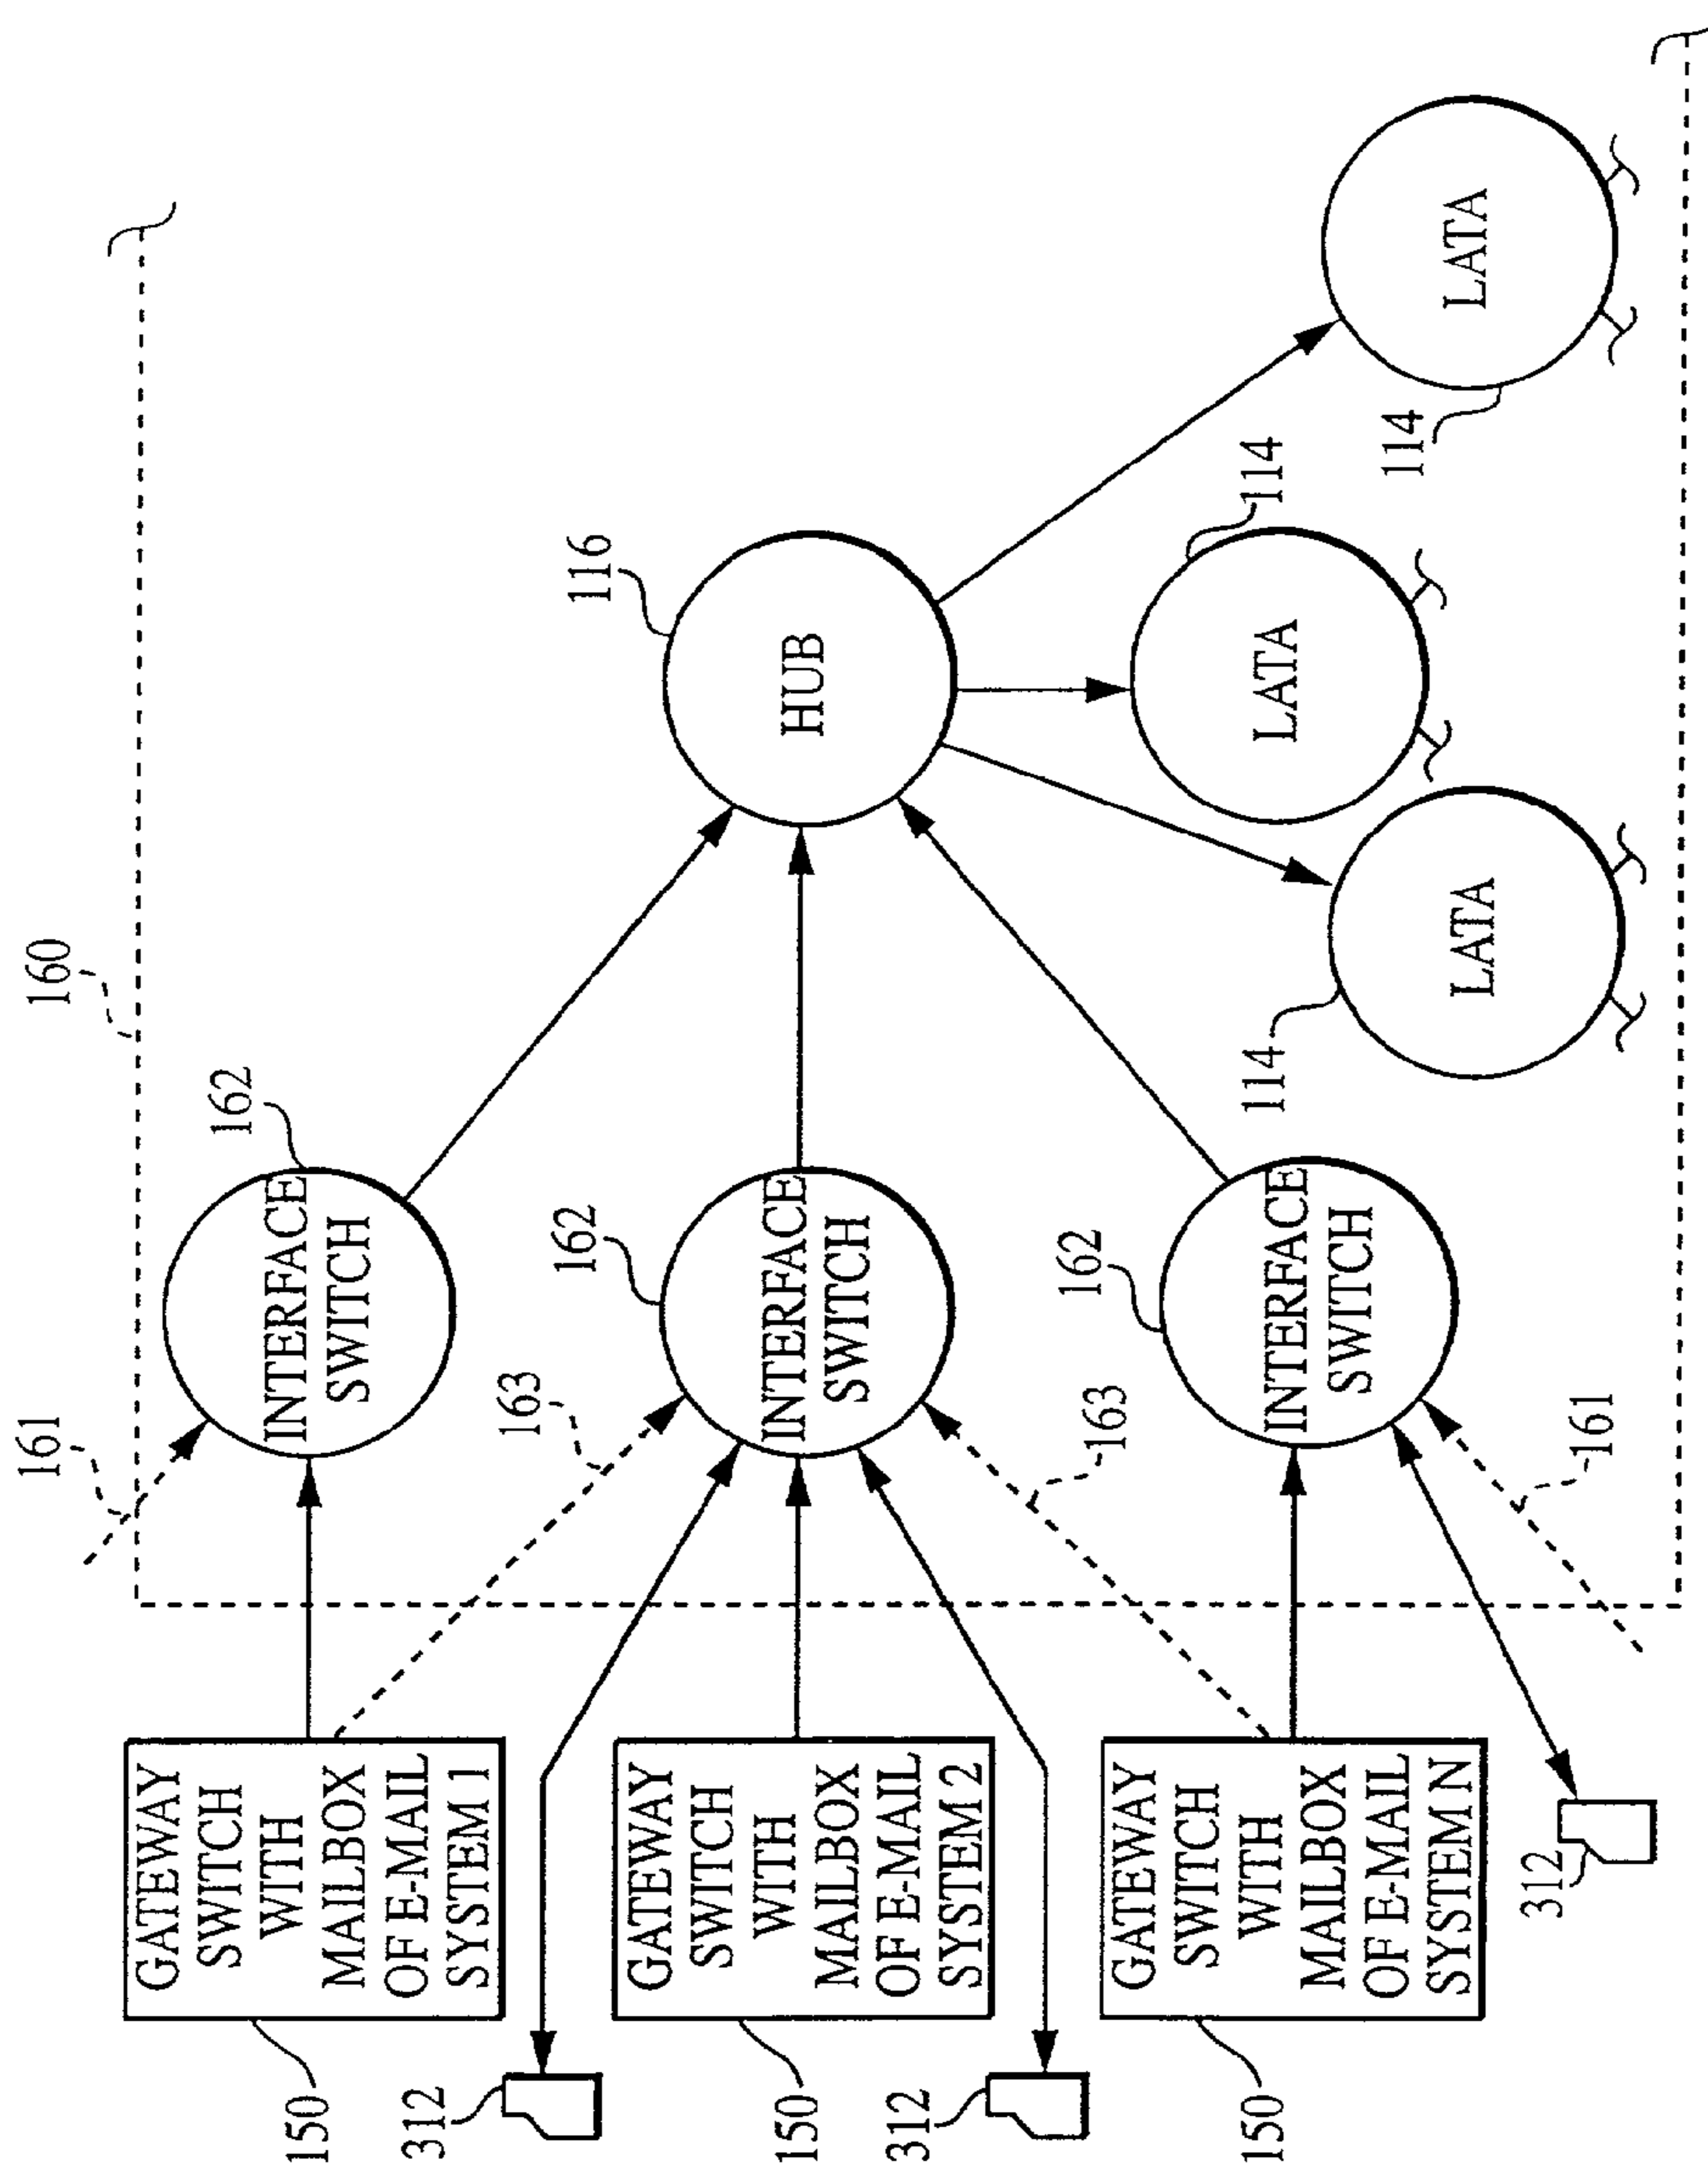 GATEWAY
SWITCH
WITH
MAILBOX
OF E-MAIL
SYSTEM 1
150
312
GATEWAY
SWITCH
WITH
MAILBOX
OF E-MAIL
SYSTEM 2
150
312
GATEWAY
SWITCH
WITH
MAILBOX
OF E-MAIL
SYSTEM N
150
312
161
163
163
161
INTERFACE
SWITCH
162
INTERFACE
SWITCH
162
INTERFACE
SWITCH
162
160
HUB
116
LATA
114
LATA
114
LATA
114